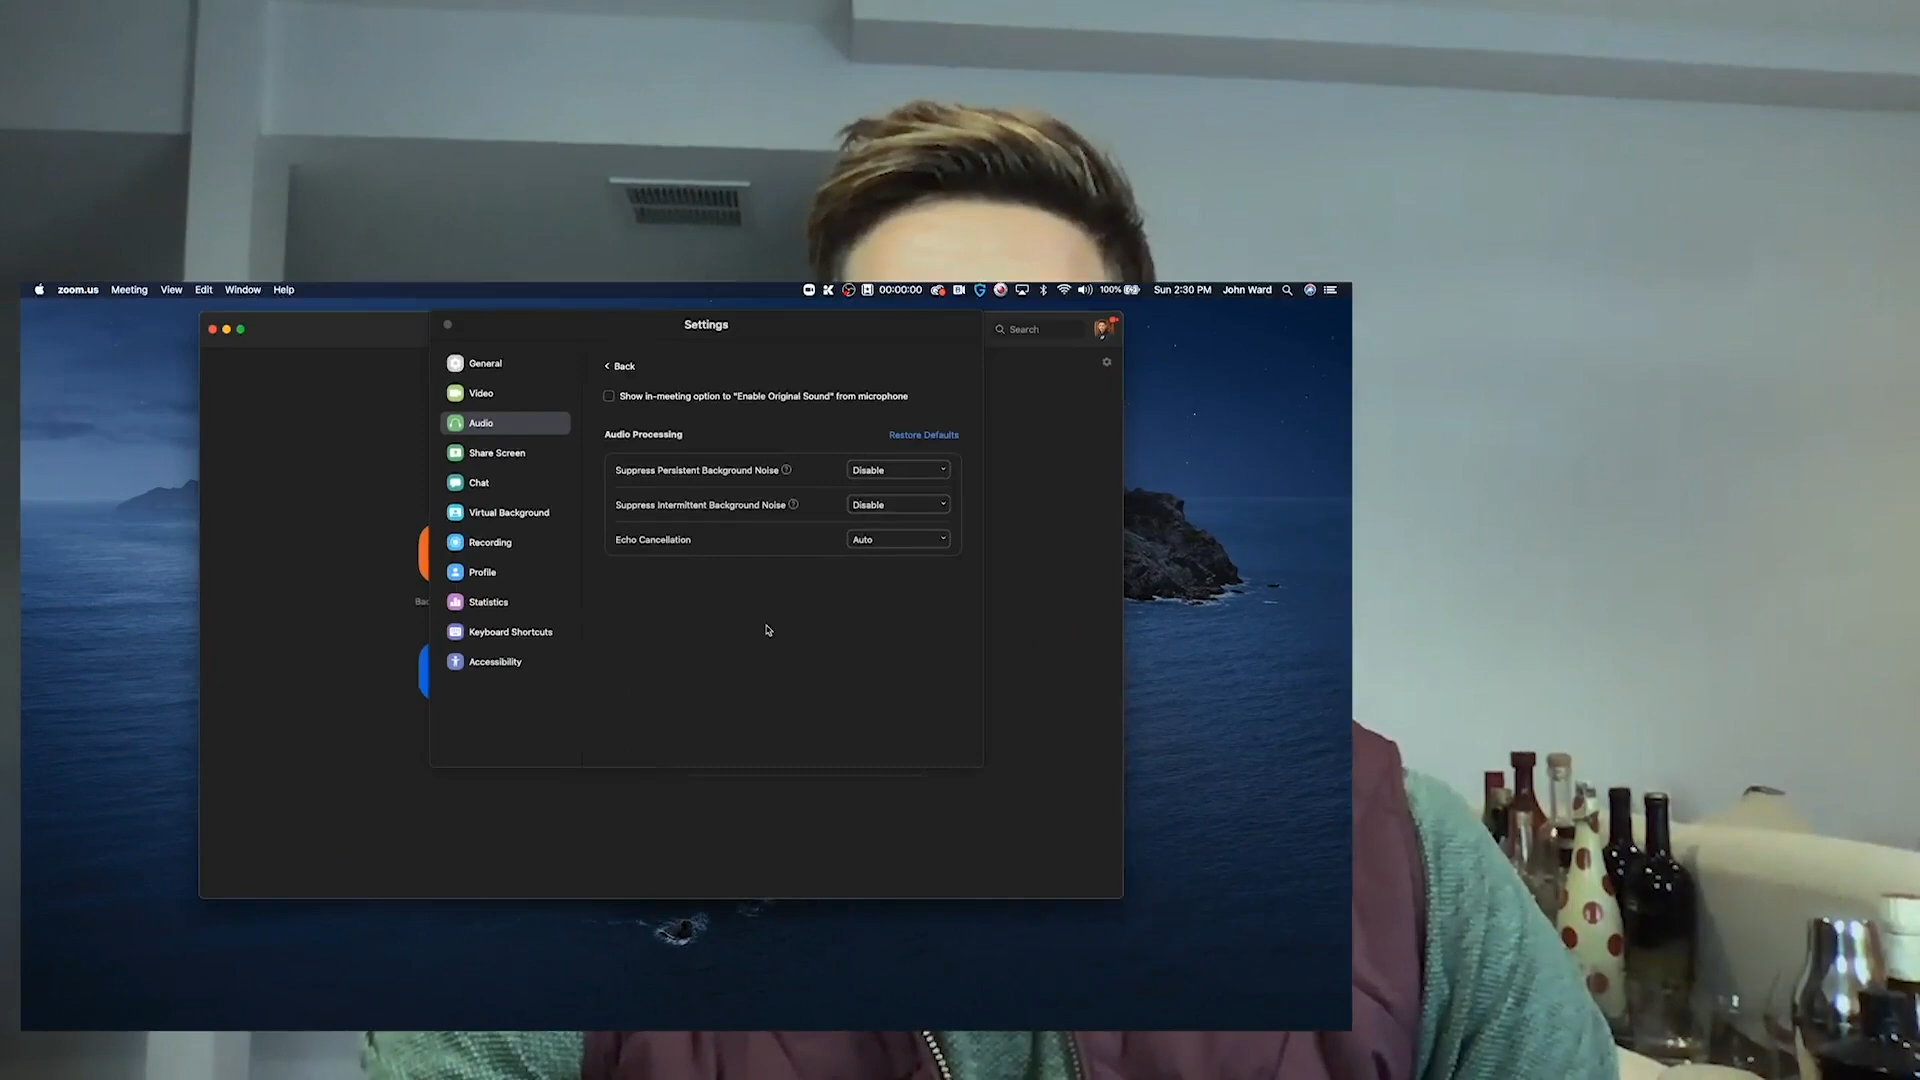 zoom.us Meeting View Edit Window Help 00:00:00 100% Sun 2:30 PM John Ward
Settings
Search
General
Video
Audio
Share Screen
Chat
Virtual Background
Recording
Profile
Statistics
Keyboard Shortcuts
Accessibility
< Back
Show in-meeting option to "Enable Original Sound" from microphone
Audio Processing Restore Defaults
Suppress Persistent Background Noise ? Disable
Suppress Intermittent Background Noise ? Disable
Echo Cancellation Auto